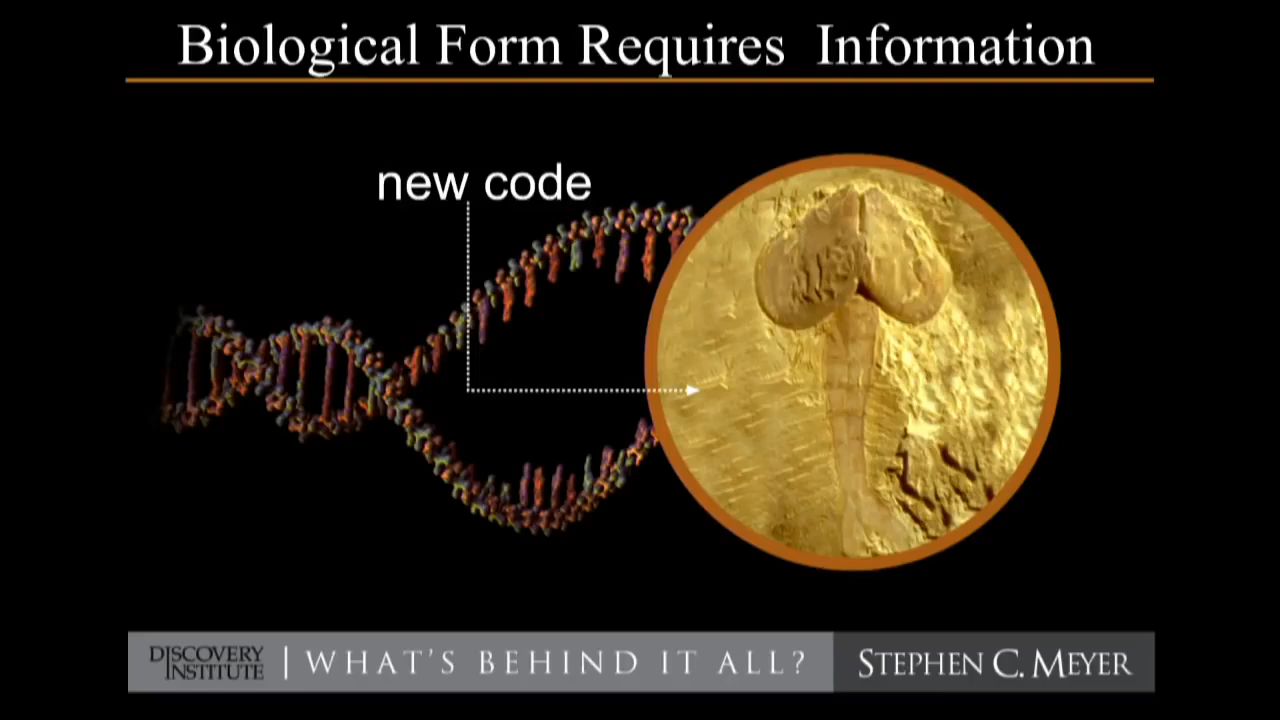 Biological Form Requires Information
new code
DISCOVERY INSTITUTE | WHAT'S BEHIND IT ALL? STEPHEN C. MEYER